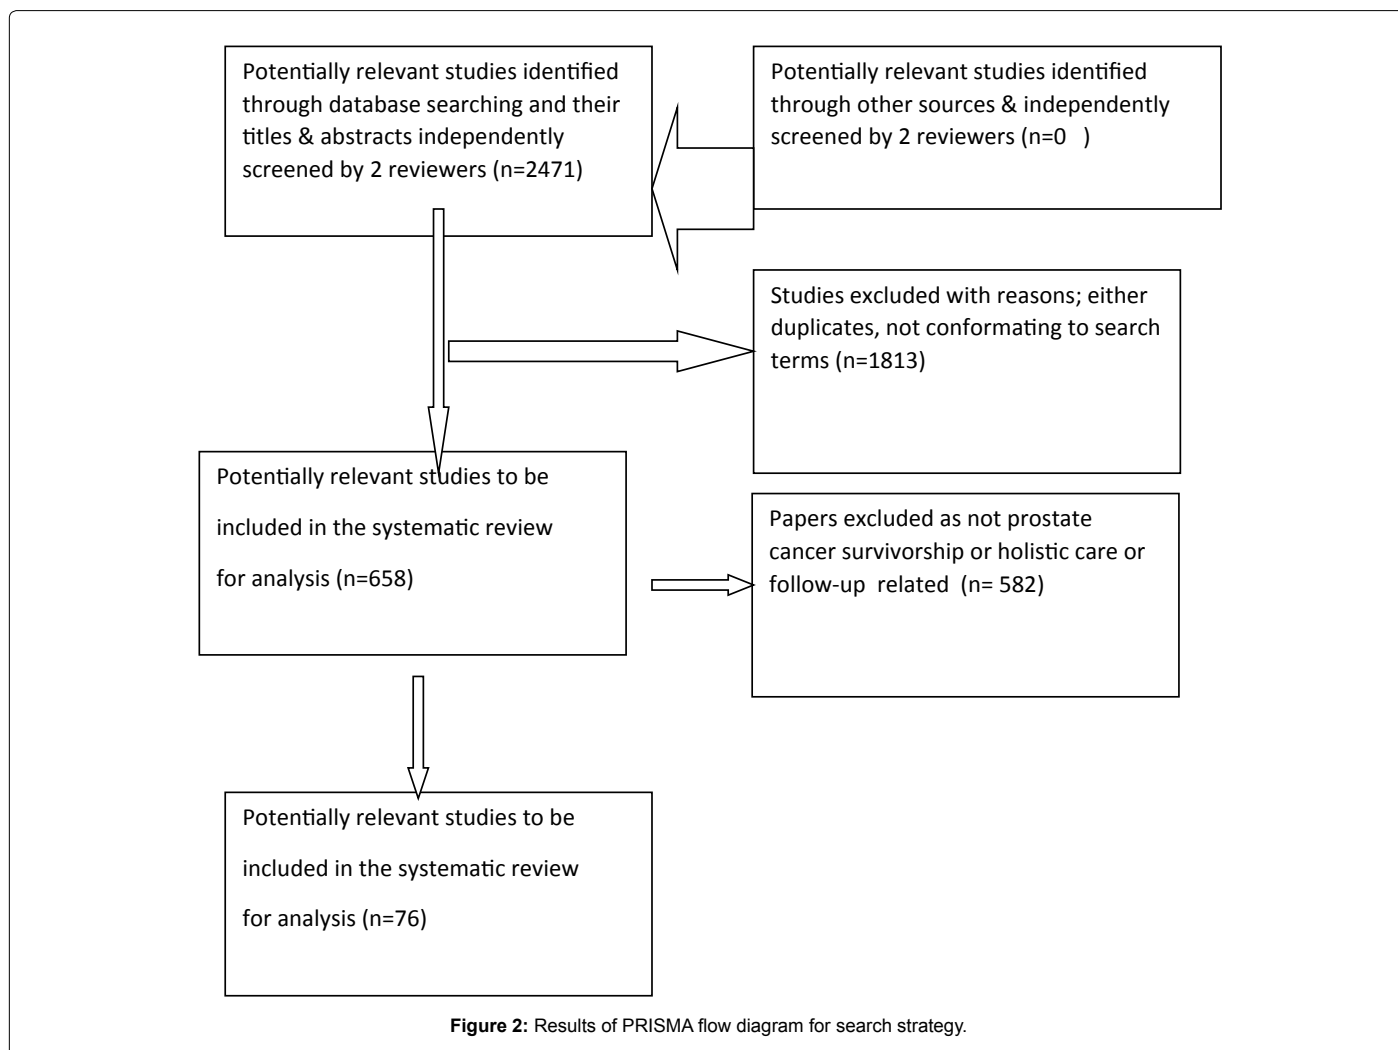 Potentially relevant studies identified
through database searching and their
titles & abstracts independently
screened by 2 reviewers (n=2471)
Potentially relevant studies identified
through other sources & independently
screened by 2 reviewers (n=0   )
Studies excluded with reasons; either
duplicates, not conformating to search
terms (n=1813)
Potentially relevant studies to be
included in the systematic review
for analysis (n=658)
Papers excluded as not prostate
cancer survivorship or holistic care or
follow-up  related  (n= 582)
Potentially relevant studies to be
included in the systematic review
for analysis (n=76)
Figure 2: Results of PRISMA flow diagram for search strategy.